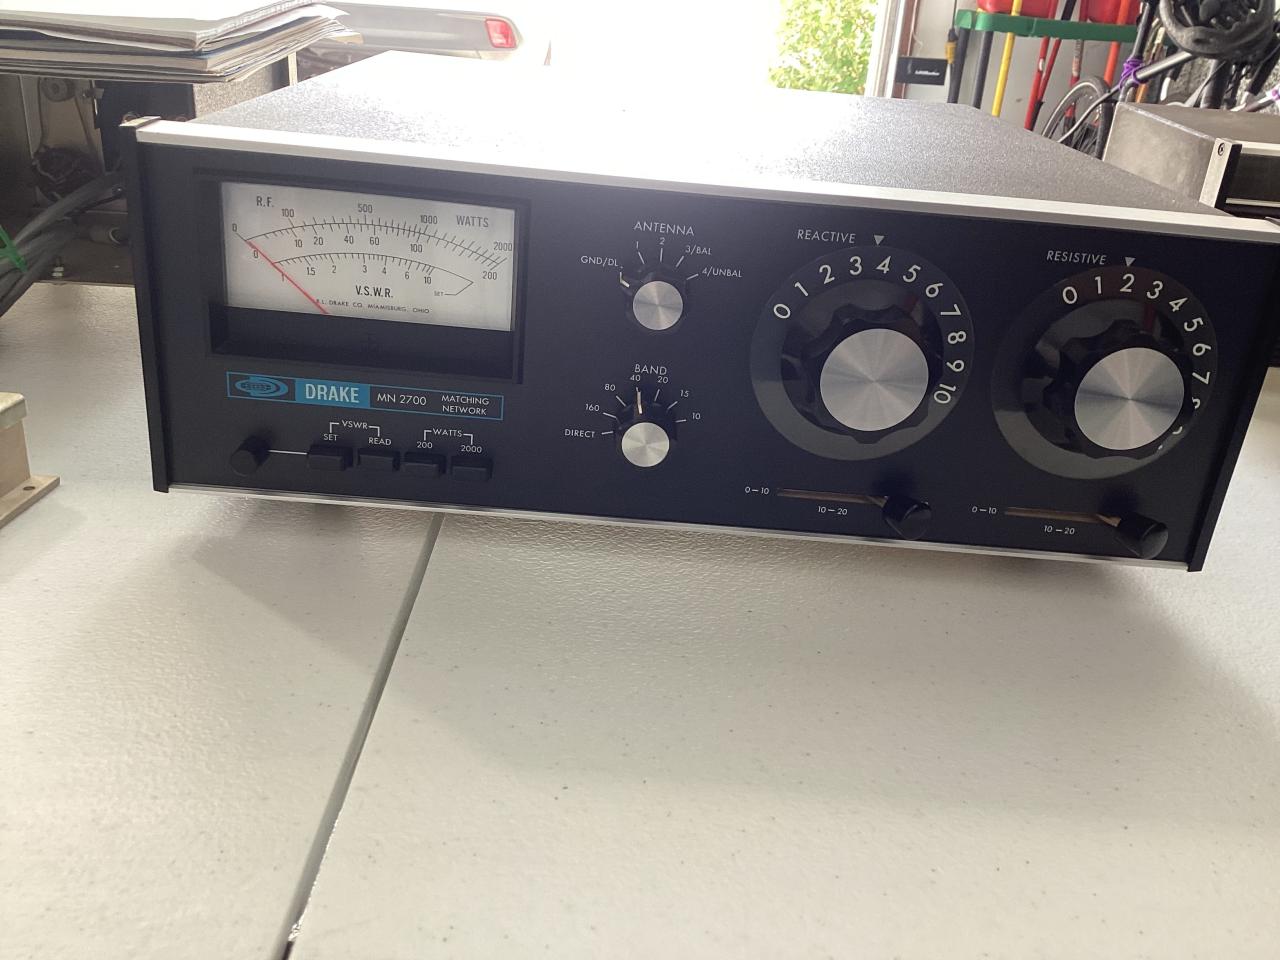 R.F.
0 100 500 1000 WATTS 2000
0 10 20 40 60 100 200
1 1.5 2 3 4 6 10
V.S.W.R.
SET
R.L. DRAKE CO. MIAMISBURG, OHIO
DRAKE MN 2700 MATCHING
NETWORK
VSWR
SET READ
WATTS
200 2000
ANTENNA
GND/DL 1 2 3/BAL 4/UNBAL
BAND
DIRECT 160 80 40 20 15 10
REACTIVE
0 1 2 3 4 5 6 7 8 9 10
0-10
10-20
RESISTIVE
0 1 2 3 4 5 6 7
0-10
10-20